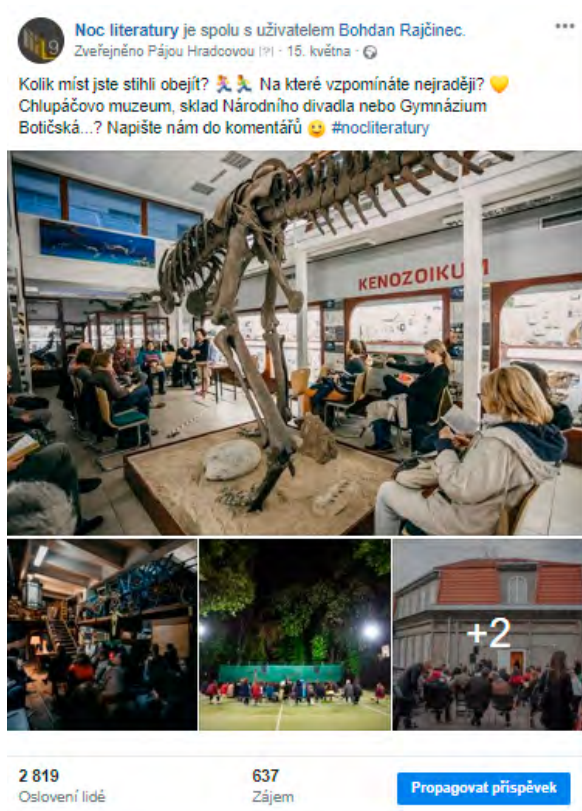 Noc literatury je spolu s uživatelem Bohdan Rajčinec.
Zveřejněno Pájou Hradcovou [?] · 15. května ·
Kolik míst jste stihli obejít? 🏃🏃 Na které vzpomínáte nejraději? 💛
Chlupáčovo muzeum, sklad Národního divadla nebo Gymnázium
Botičská...? Napište nám do komentářů 🙂 #nocliteratury
KENOZOIKUM
+2
2 819
Oslovení lidé
637
Zájem
Propagovat příspěvek